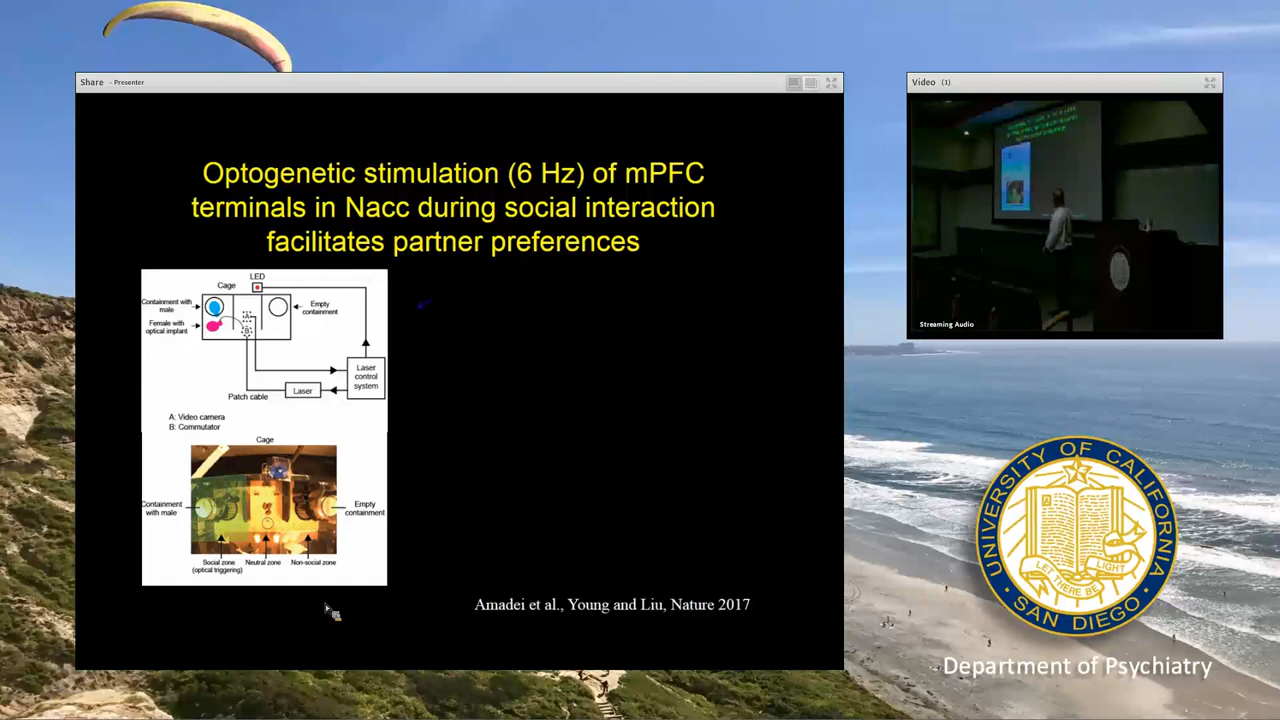 Share - Presenter
Optogenetic stimulation (6 Hz) of mPFC
terminals in Nacc during social interaction
facilitates partner preferences
LED
Cage
Containment with
male
Female with
optical implant
A
B
Empty
containment
Laser
control
system
Laser
Patch cable
A: Video camera
B: Commutator
Cage
Containment
with male
Empty
containment
Social zone
(optical triggering)
Neutral zone
Non-social zone
Amadei et al., Young and Liu, Nature 2017
Video (1)
Streaming Audio
UNIVERSITY OF CALIFORNIA
SAN DIEGO
LET THERE BE LIGHT
A
Department of Psychiatry